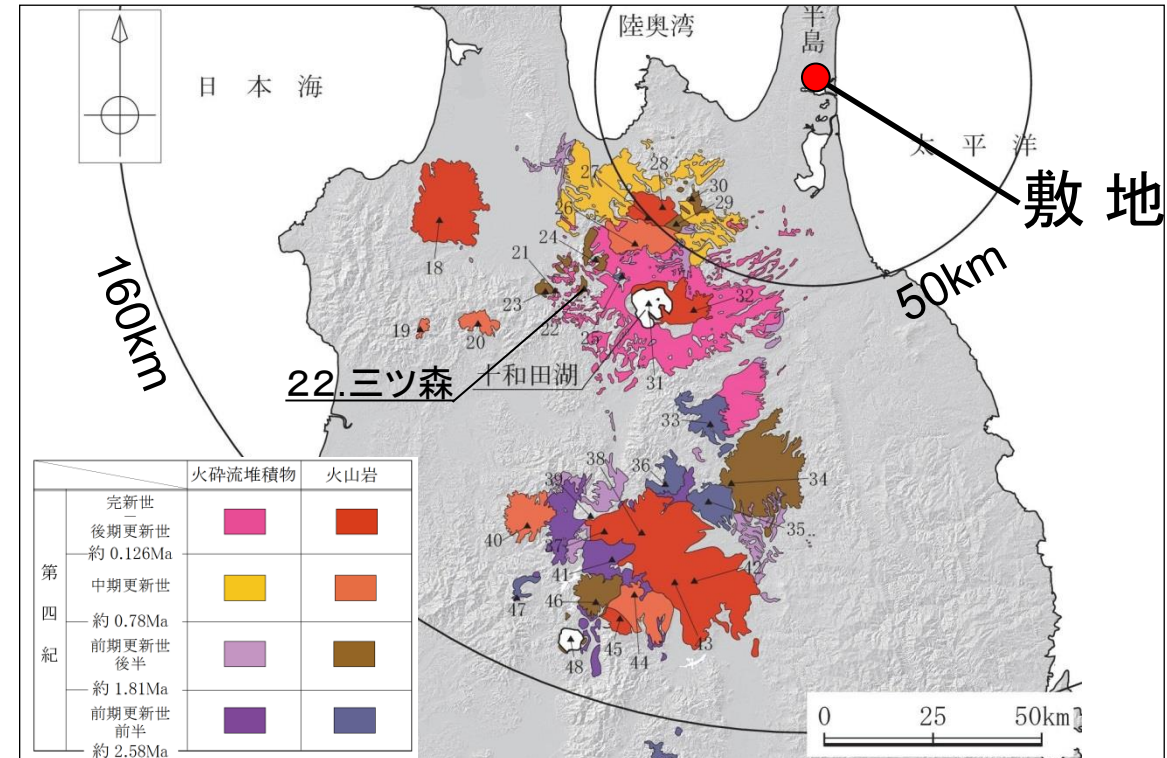 陸奥湾
半島
日本海
太平洋
敷地
160km
50km
28
27
30
29
26
24
21
18
23
22
32
25
19
20
22.三ツ森
十和田湖
31
33
38
36
34
39
35
40
37
41
42
46
47
45
44
43
48
火砕流堆積物
火山岩
第四紀
完新世
―
後期更新世
約 0.126Ma
中期更新世
約 0.78Ma
前期更新世
後半
約 1.81Ma
前期更新世
前半
約 2.58Ma
0 25 50km